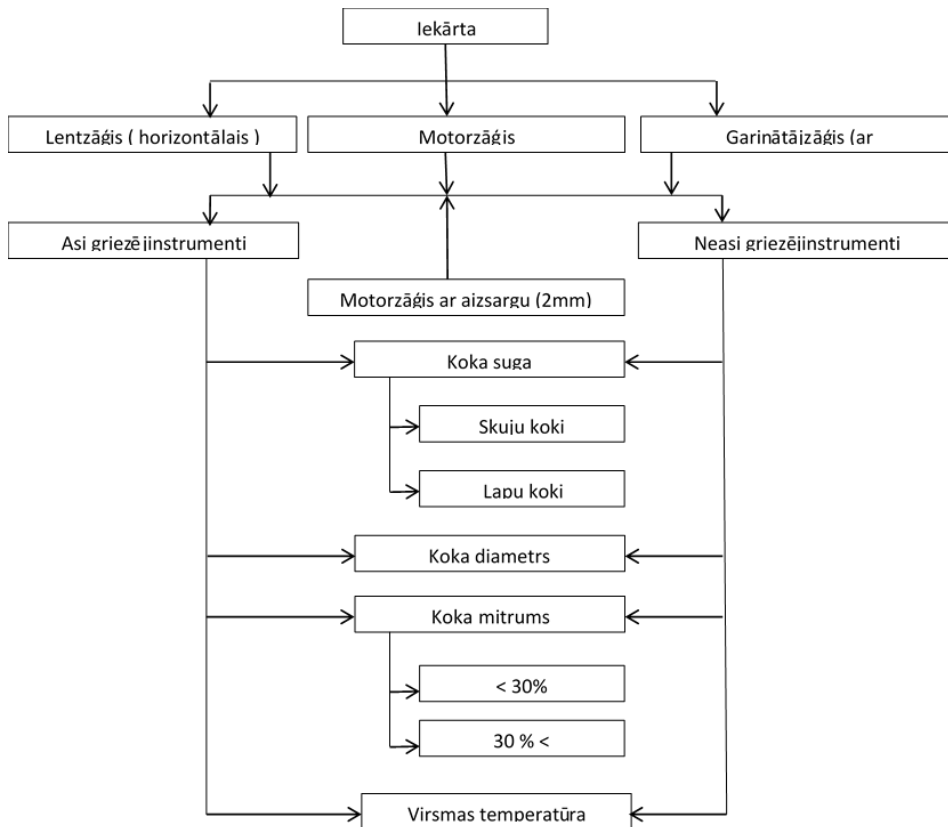 Iekārta
Lentzāģis ( horizontālais )
Motorzāģis
Garinātājzāģis (ar
Asi griezējinstrumenti
Neasi griezējinstrumenti
Motorzāģis ar aizsargu (2mm)
Koka suga
Skuju koki
Lapu koki
Koka diametrs
Koka mitrums
< 30%
30 % <
Virsmas temperatūra